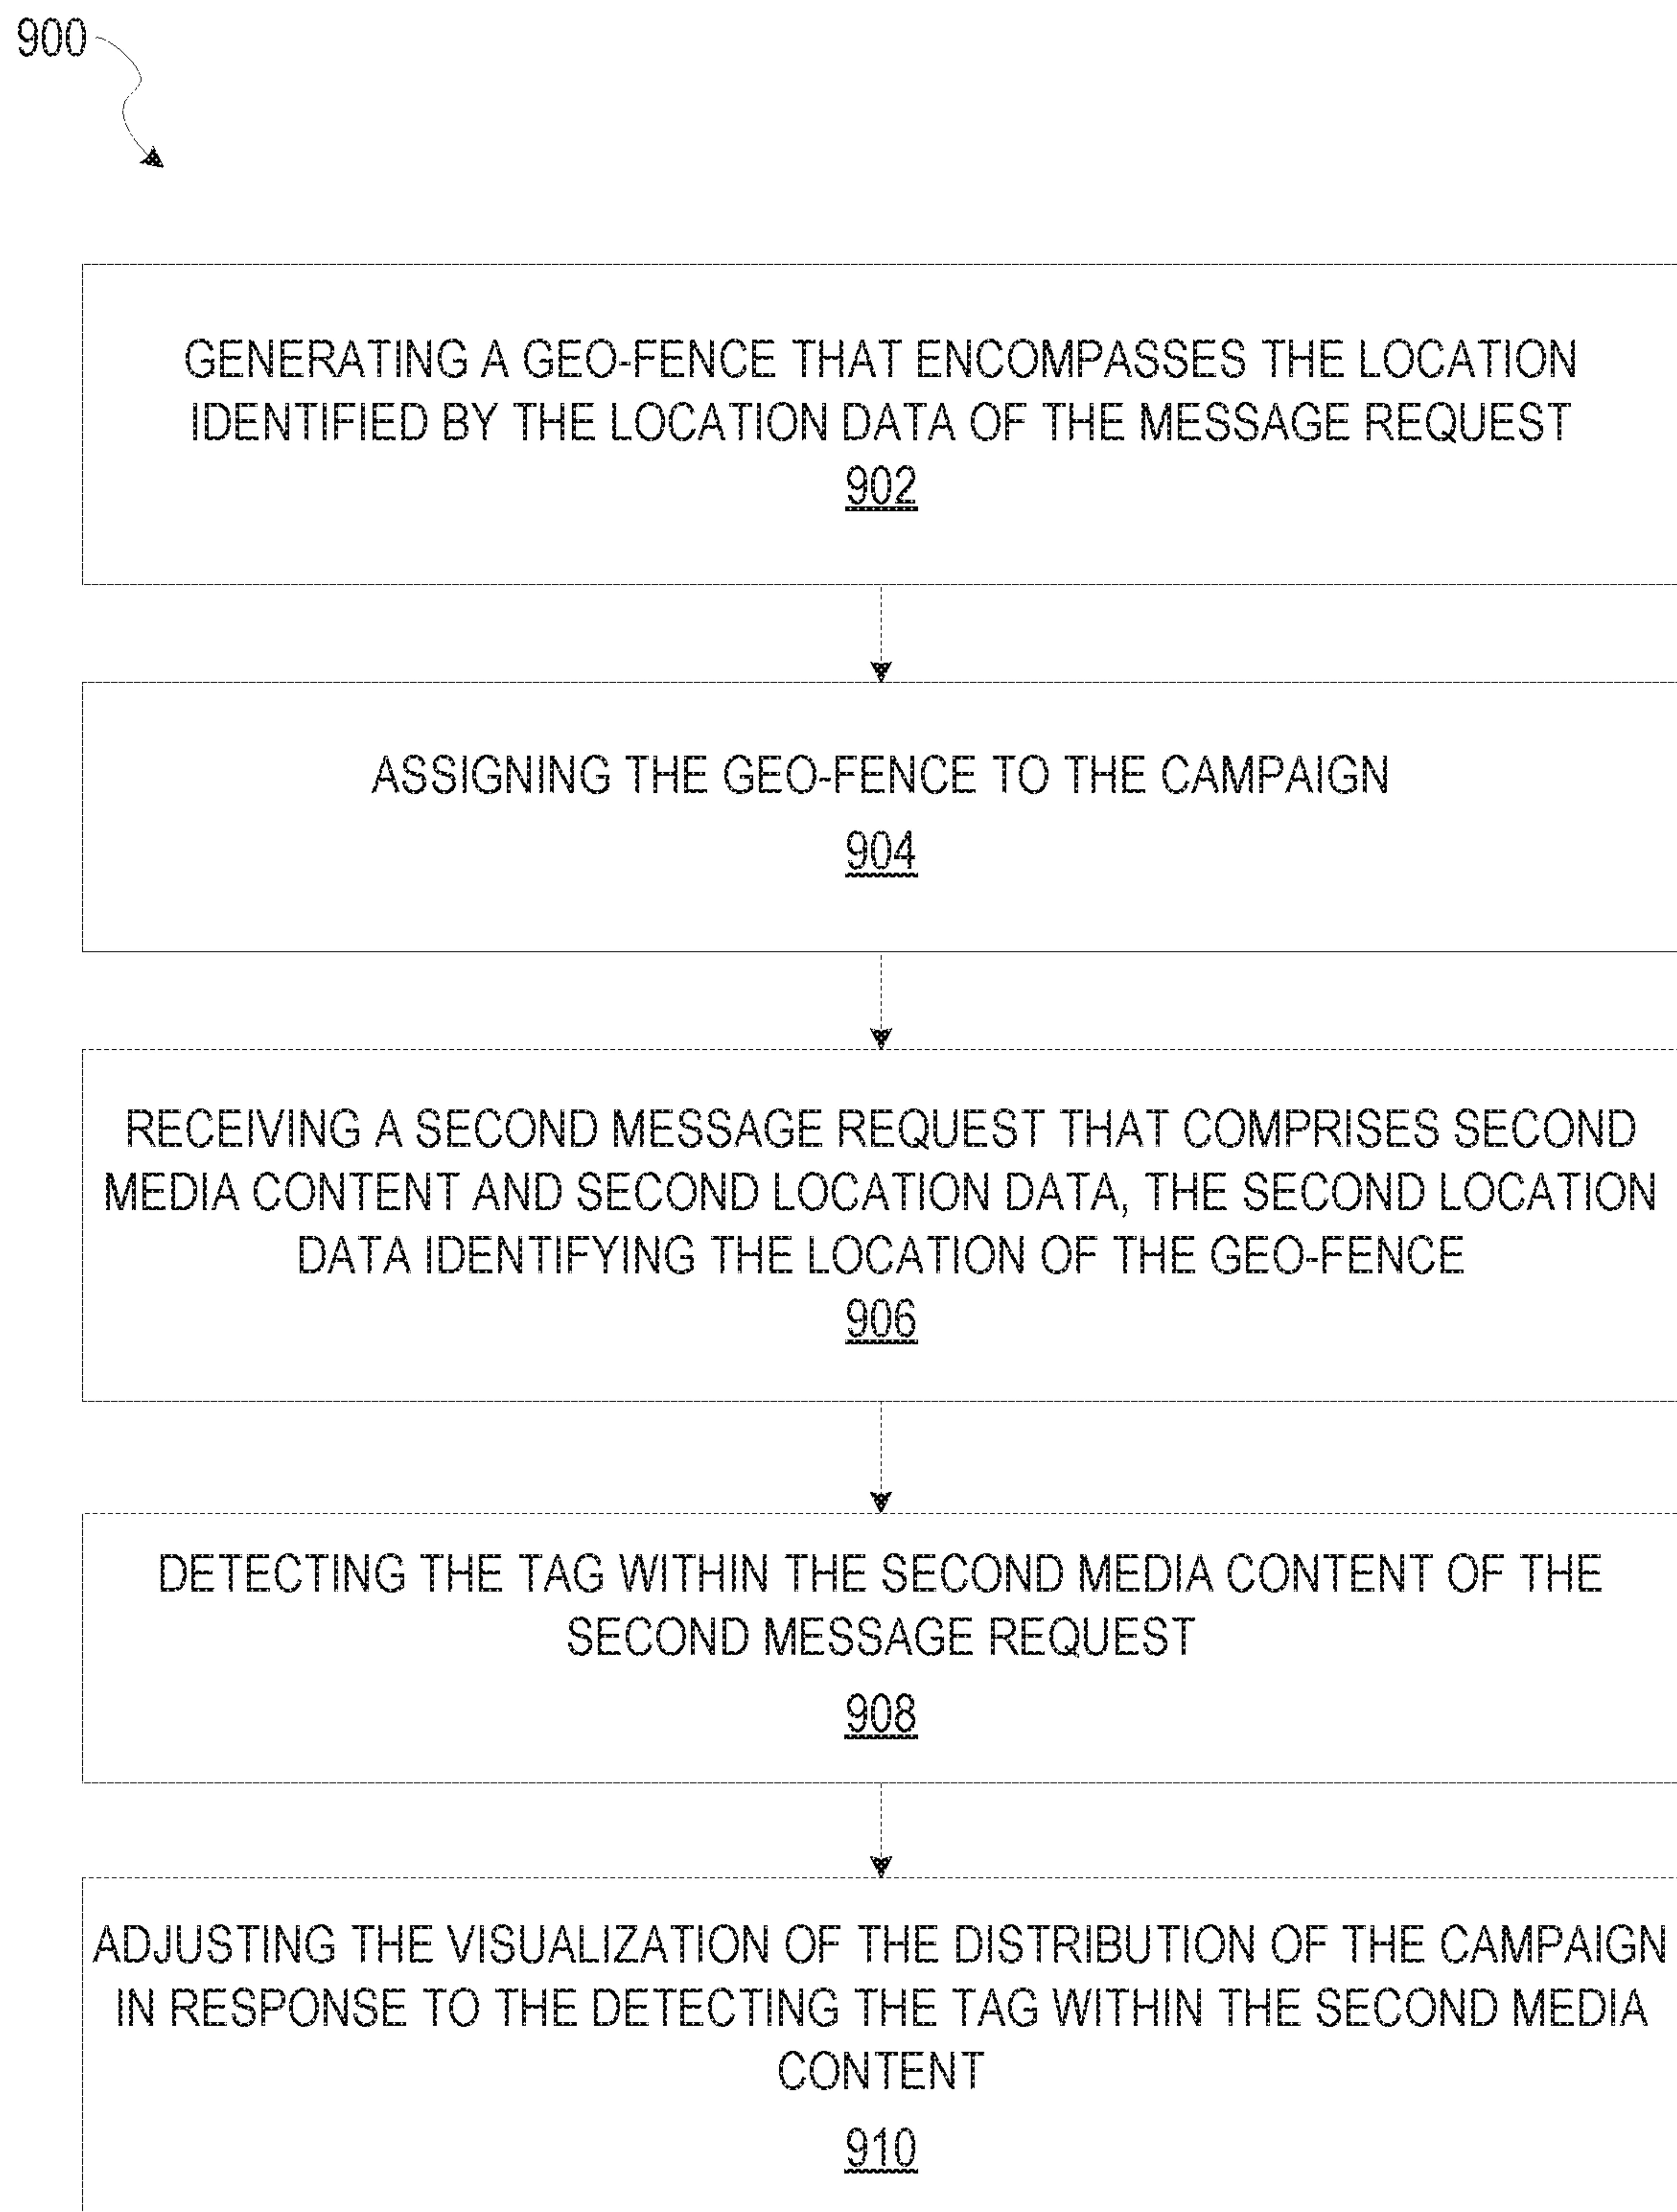 900
GENERATING A GEO-FENCE THAT ENCOMPASSES THE LOCATION
IDENTIFIED BY THE LOCATION DATA OF THE MESSAGE REQUEST
902
ASSIGNING THE GEO-FENCE TO THE CAMPAIGN
904
RECEIVING A SECOND MESSAGE REQUEST THAT COMPRISES SECOND
MEDIA CONTENT AND SECOND LOCATION DATA, THE SECOND LOCATION
DATA IDENTIFYING THE LOCATION OF THE GEO-FENCE
906
DETECTING THE TAG WITHIN THE SECOND MEDIA CONTENT OF THE
SECOND MESSAGE REQUEST
908
ADJUSTING THE VISUALIZATION OF THE DISTRIBUTION OF THE CAMPAIGN
IN RESPONSE TO THE DETECTING THE TAG WITHIN THE SECOND MEDIA
CONTENT
910